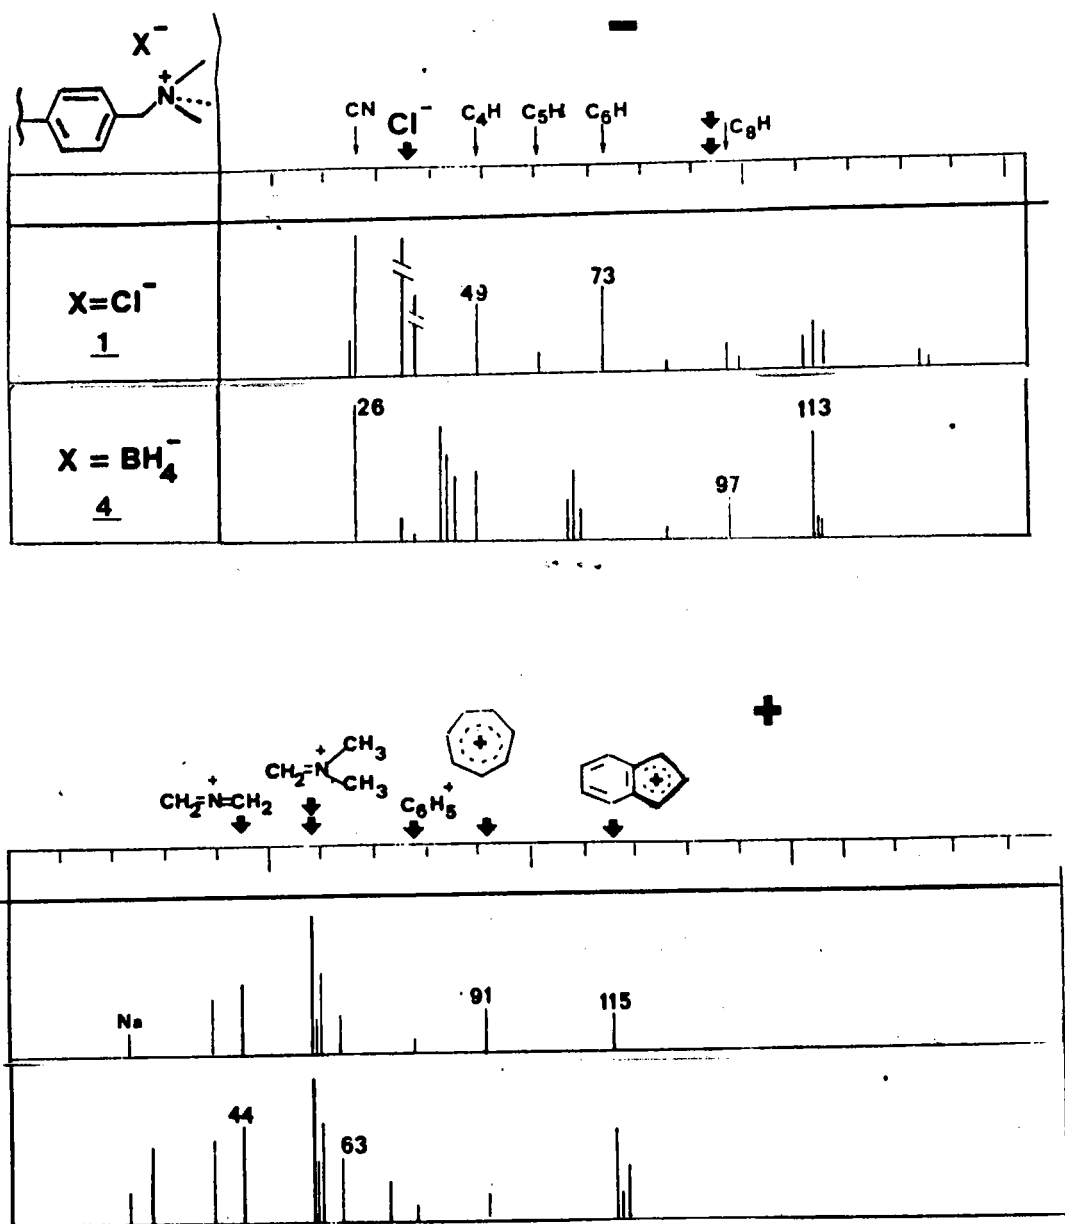 X⁻
N⁺
CN Cl⁻ C₄H C₅H C₆H C₈H
X=Cl⁻
1
49
73
X = BH₄⁻
4
26
97
113
CH₂=N⁺=CH₂
CH₂=N⁺
CH₃
CH₃
C₆H₅⁺
+
+
+
Na
91
115
44
63